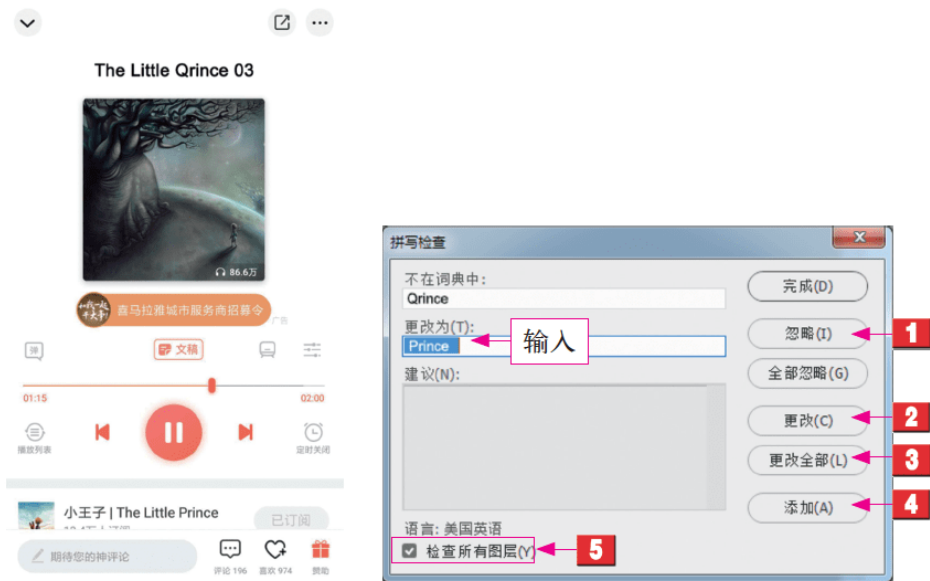 The Little Qrince 03
86.6万
喜马拉雅城市服务商招募令
广告
弹
文稿
01:15
02:00
播放列表
定时关闭
小王子 | The Little Prince
已订阅
期待您的神评论
评论 196
喜欢 974
赞助
拼写检查
不在词典中:
Qrince
完成(D)
更改为(T):
Prince
输入
忽略(I)
1
建议(N):
全部忽略(G)
更改(C)
2
更改全部(L)
3
添加(A)
4
语言: 美国英语
检查所有图层(Y)
5